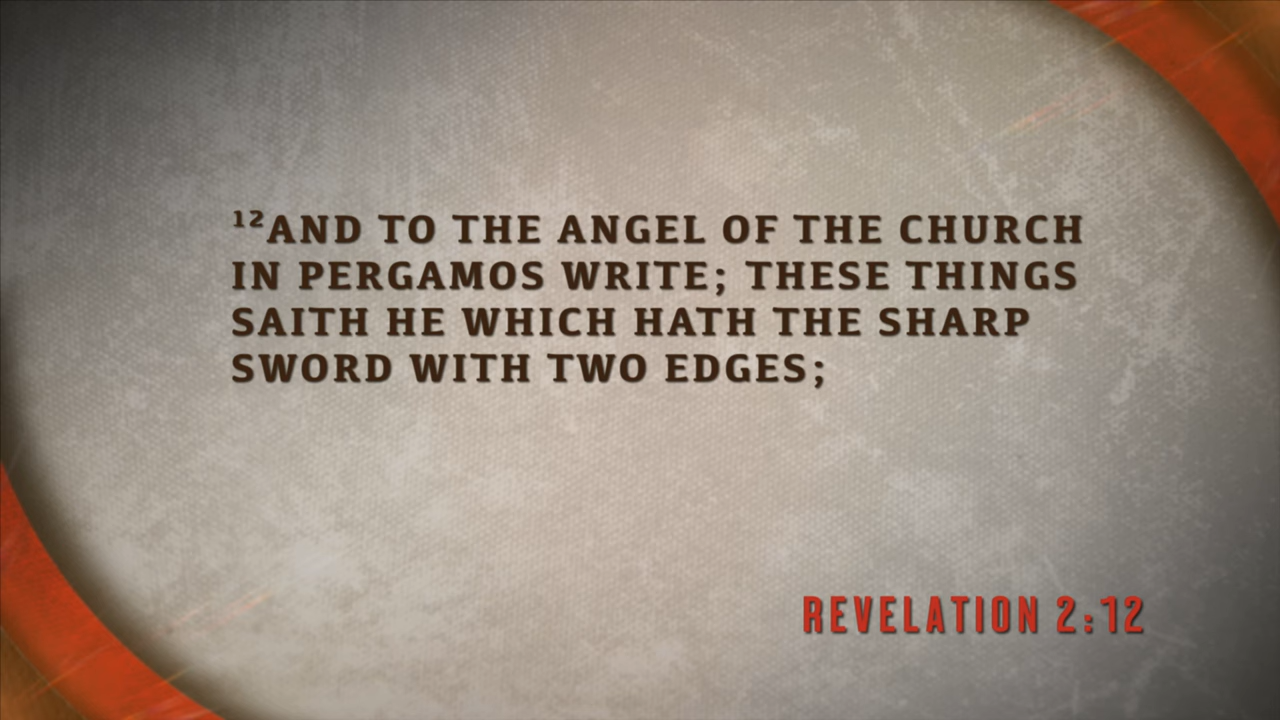 ¹²AND TO THE ANGEL OF THE CHURCH
IN PERGAMOS WRITE; THESE THINGS
SAITH HE WHICH HATH THE SHARP
SWORD WITH TWO EDGES;
REVELATION 2:12